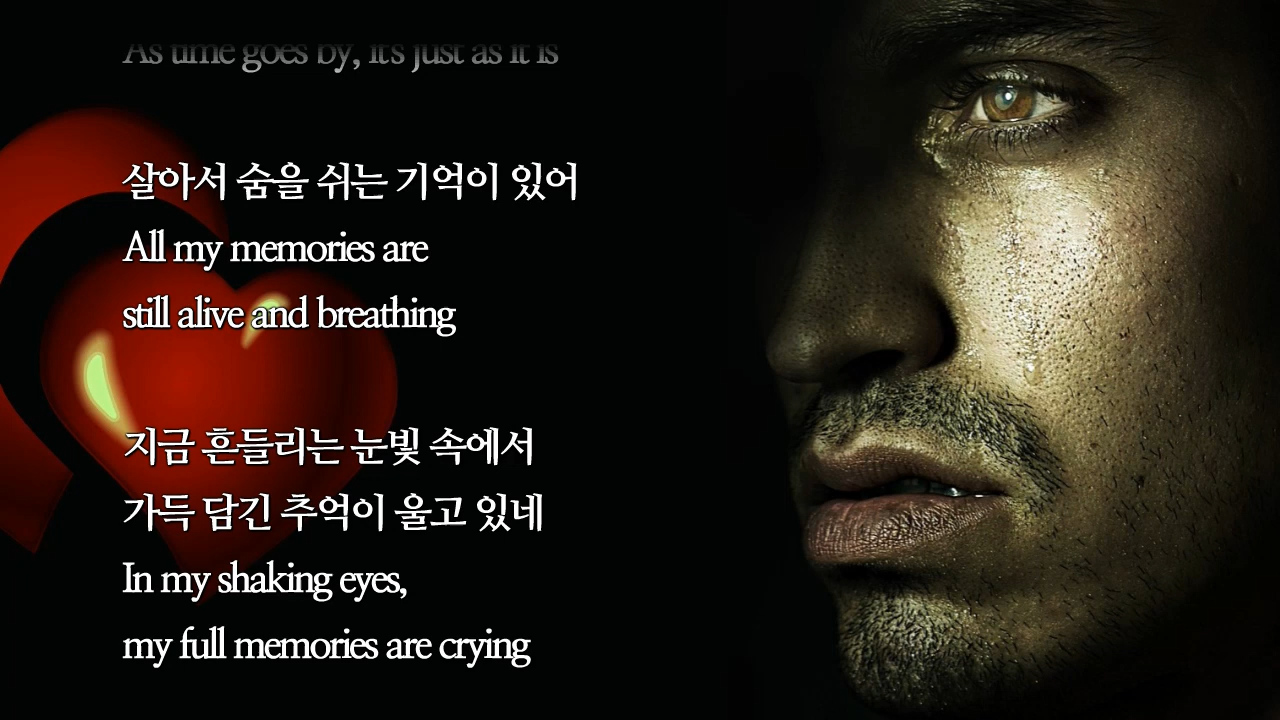 As time goes by, it's just as it is
살아서 숨을 쉬는 기억이 있어
All my memories are
still alive and breathing
지금 흔들리는 눈빛 속에서
가득 담긴 추억이 울고 있네
In my shaking eyes,
my full memories are crying